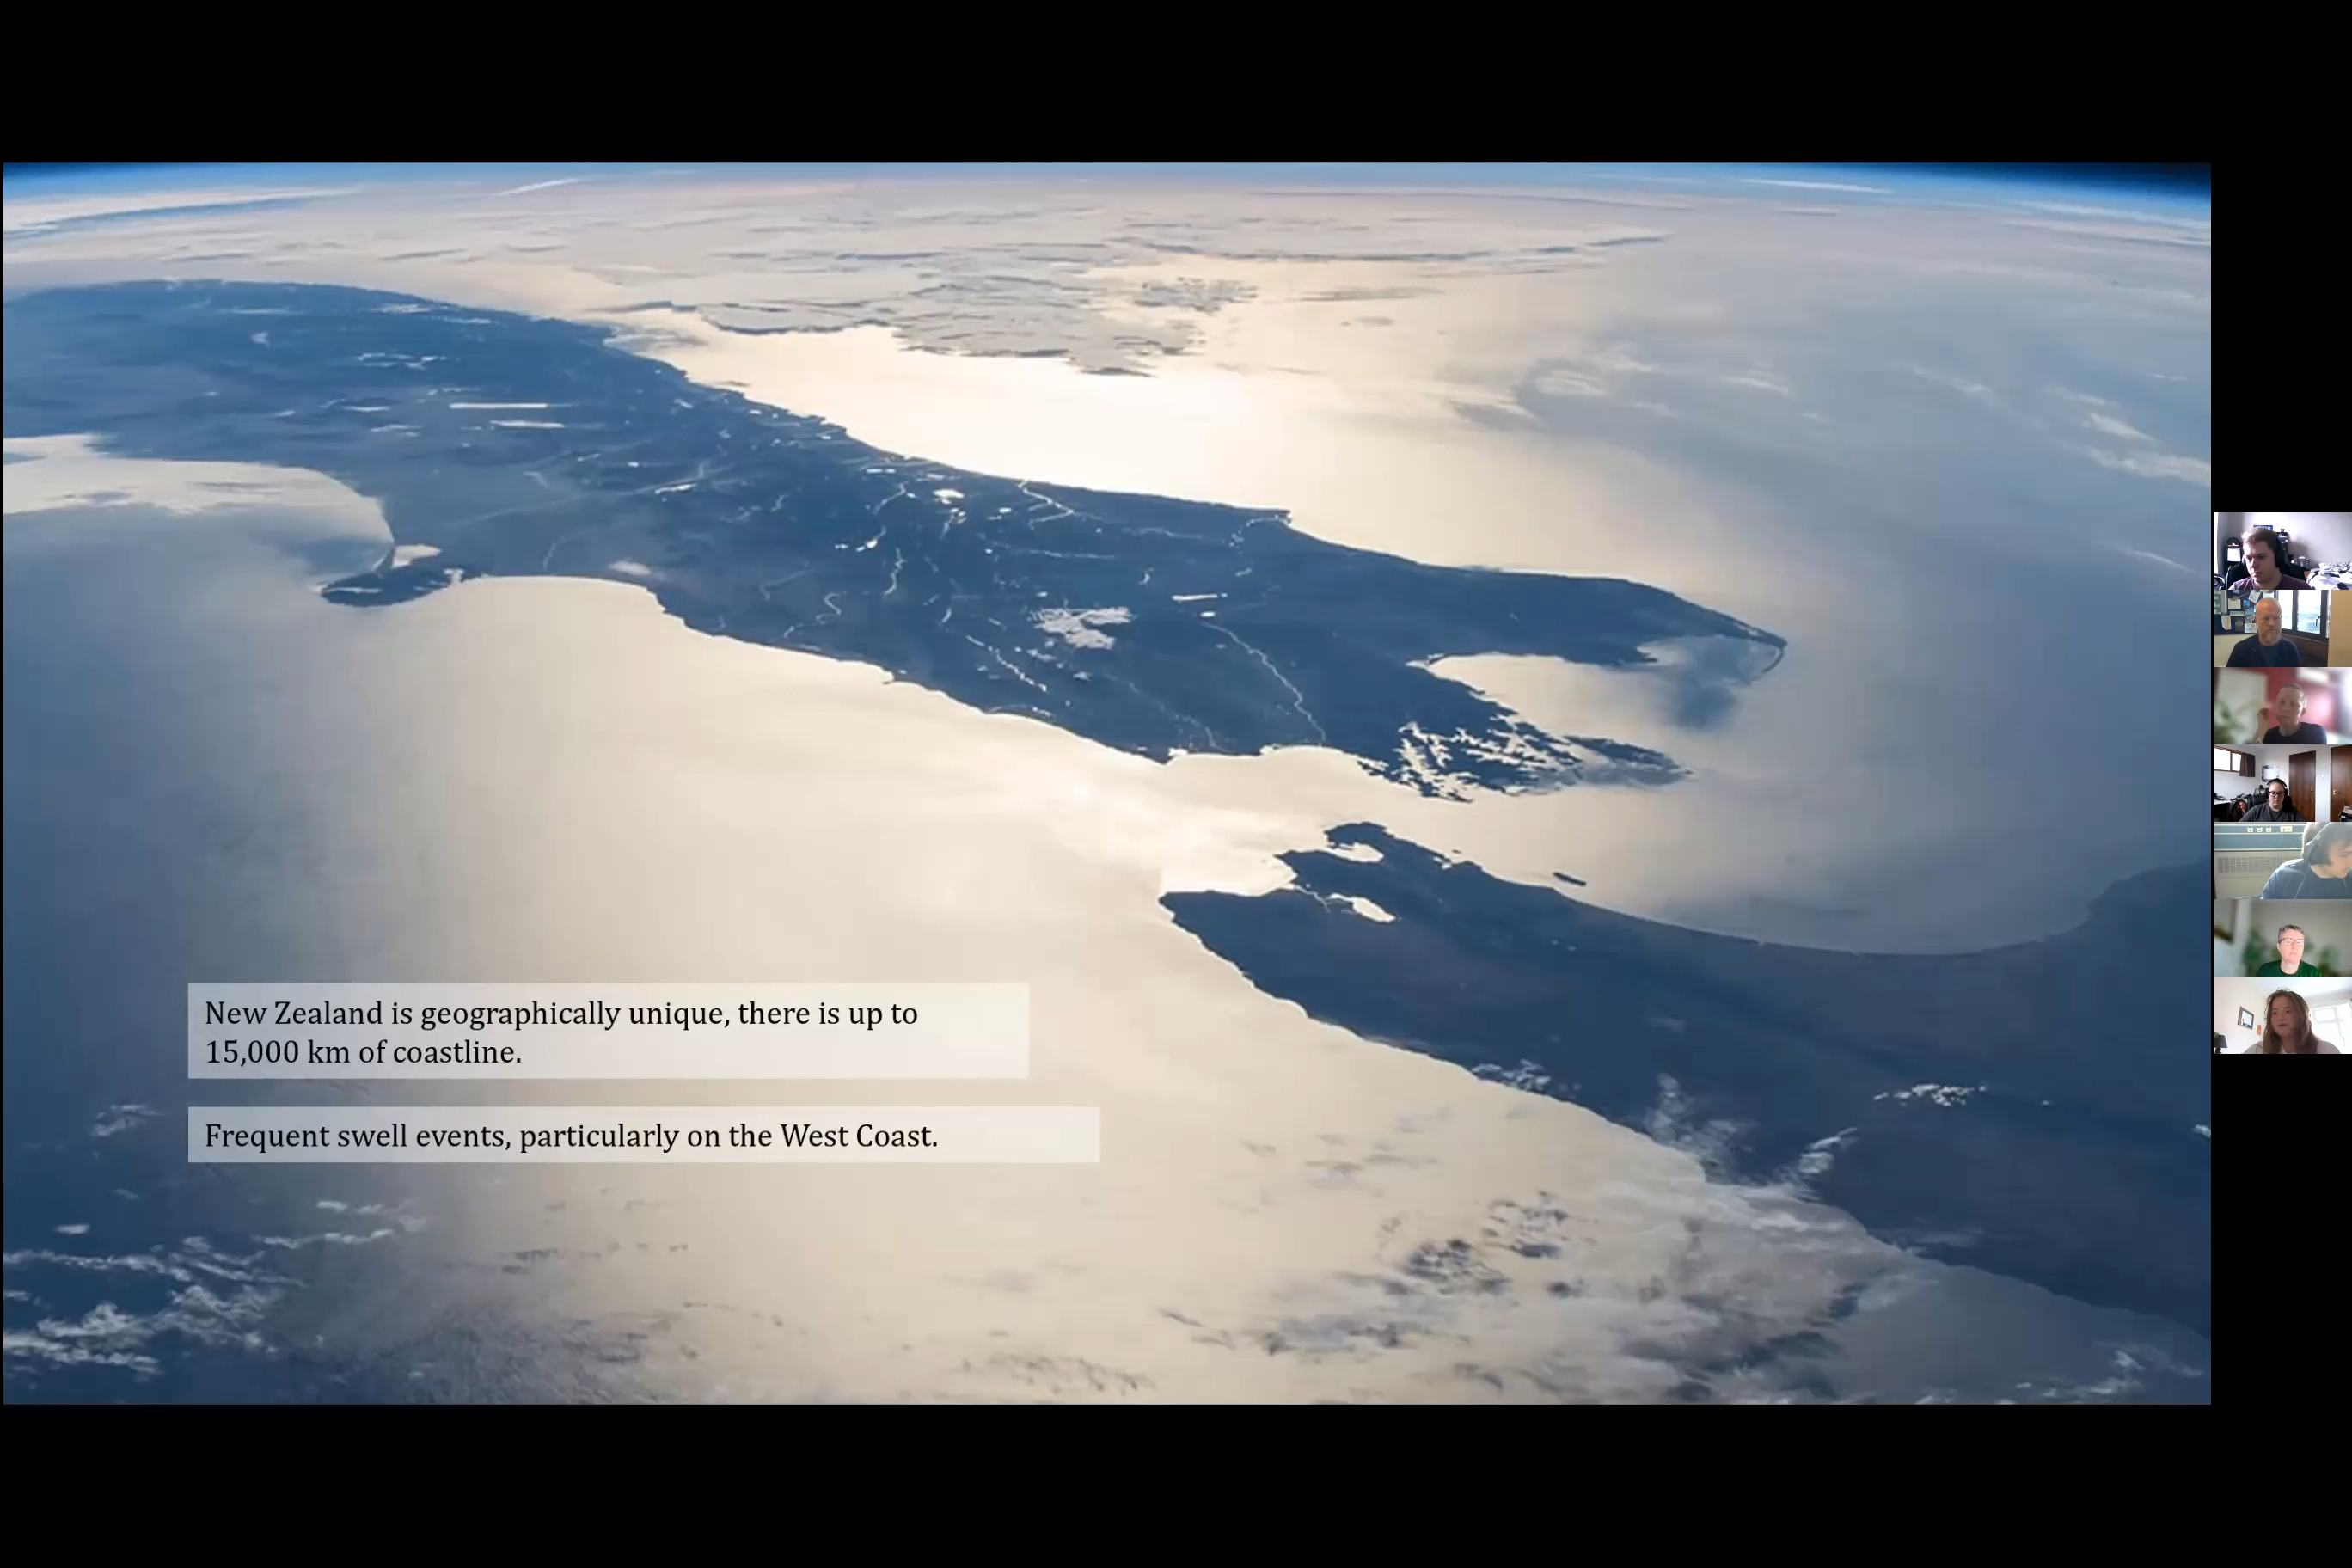 New Zealand is geographically unique, there is up to
15,000 km of coastline.
Frequent swell events, particularly on the West Coast.